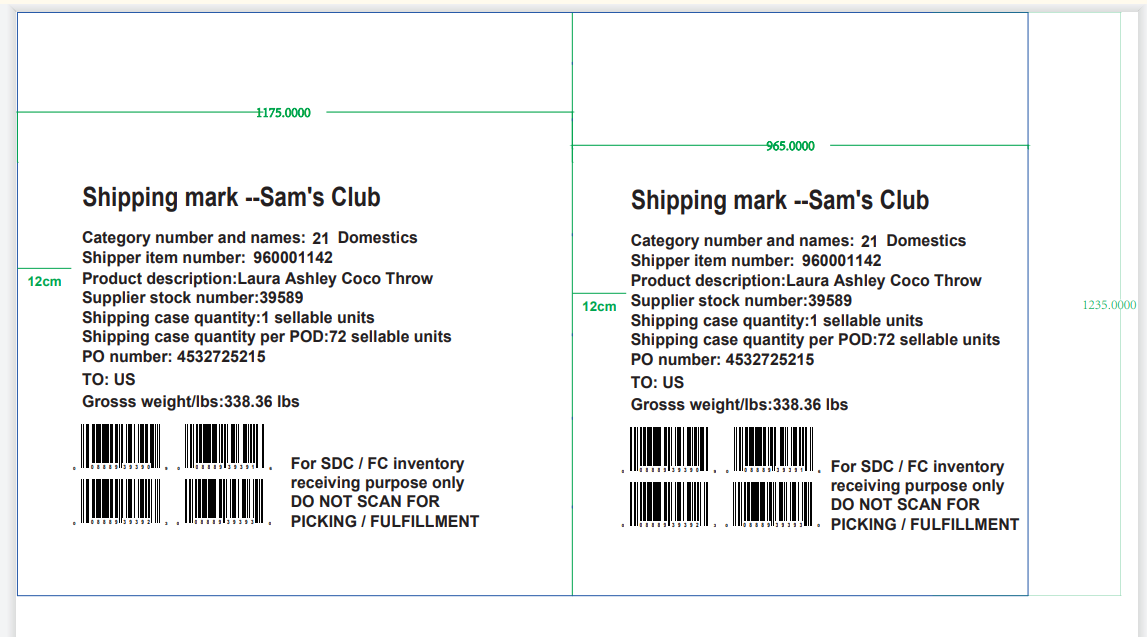 1175.0000
965.0000
Shipping mark --Sam's Club
Category number and names: 21 Domestics
Shipper item number: 960001142
Product description:Laura Ashley Coco Throw
Supplier stock number:39589
Shipping case quantity:1 sellable units
Shipping case quantity per POD:72 sellable units
PO number: 4532725215
TO: US
Grosss weight/lbs:338.36 lbs
12cm
For SDC / FC inventory
receiving purpose only
DO NOT SCAN FOR
PICKING / FULFILLMENT
Shipping mark --Sam's Club
Category number and names: 21 Domestics
Shipper item number: 960001142
Product description:Laura Ashley Coco Throw
Supplier stock number:39589
Shipping case quantity:1 sellable units
Shipping case quantity per POD:72 sellable units
PO number: 4532725215
TO: US
Grosss weight/lbs:338.36 lbs
12cm
For SDC / FC inventory
receiving purpose only
DO NOT SCAN FOR
PICKING / FULFILLMENT
1235.0000